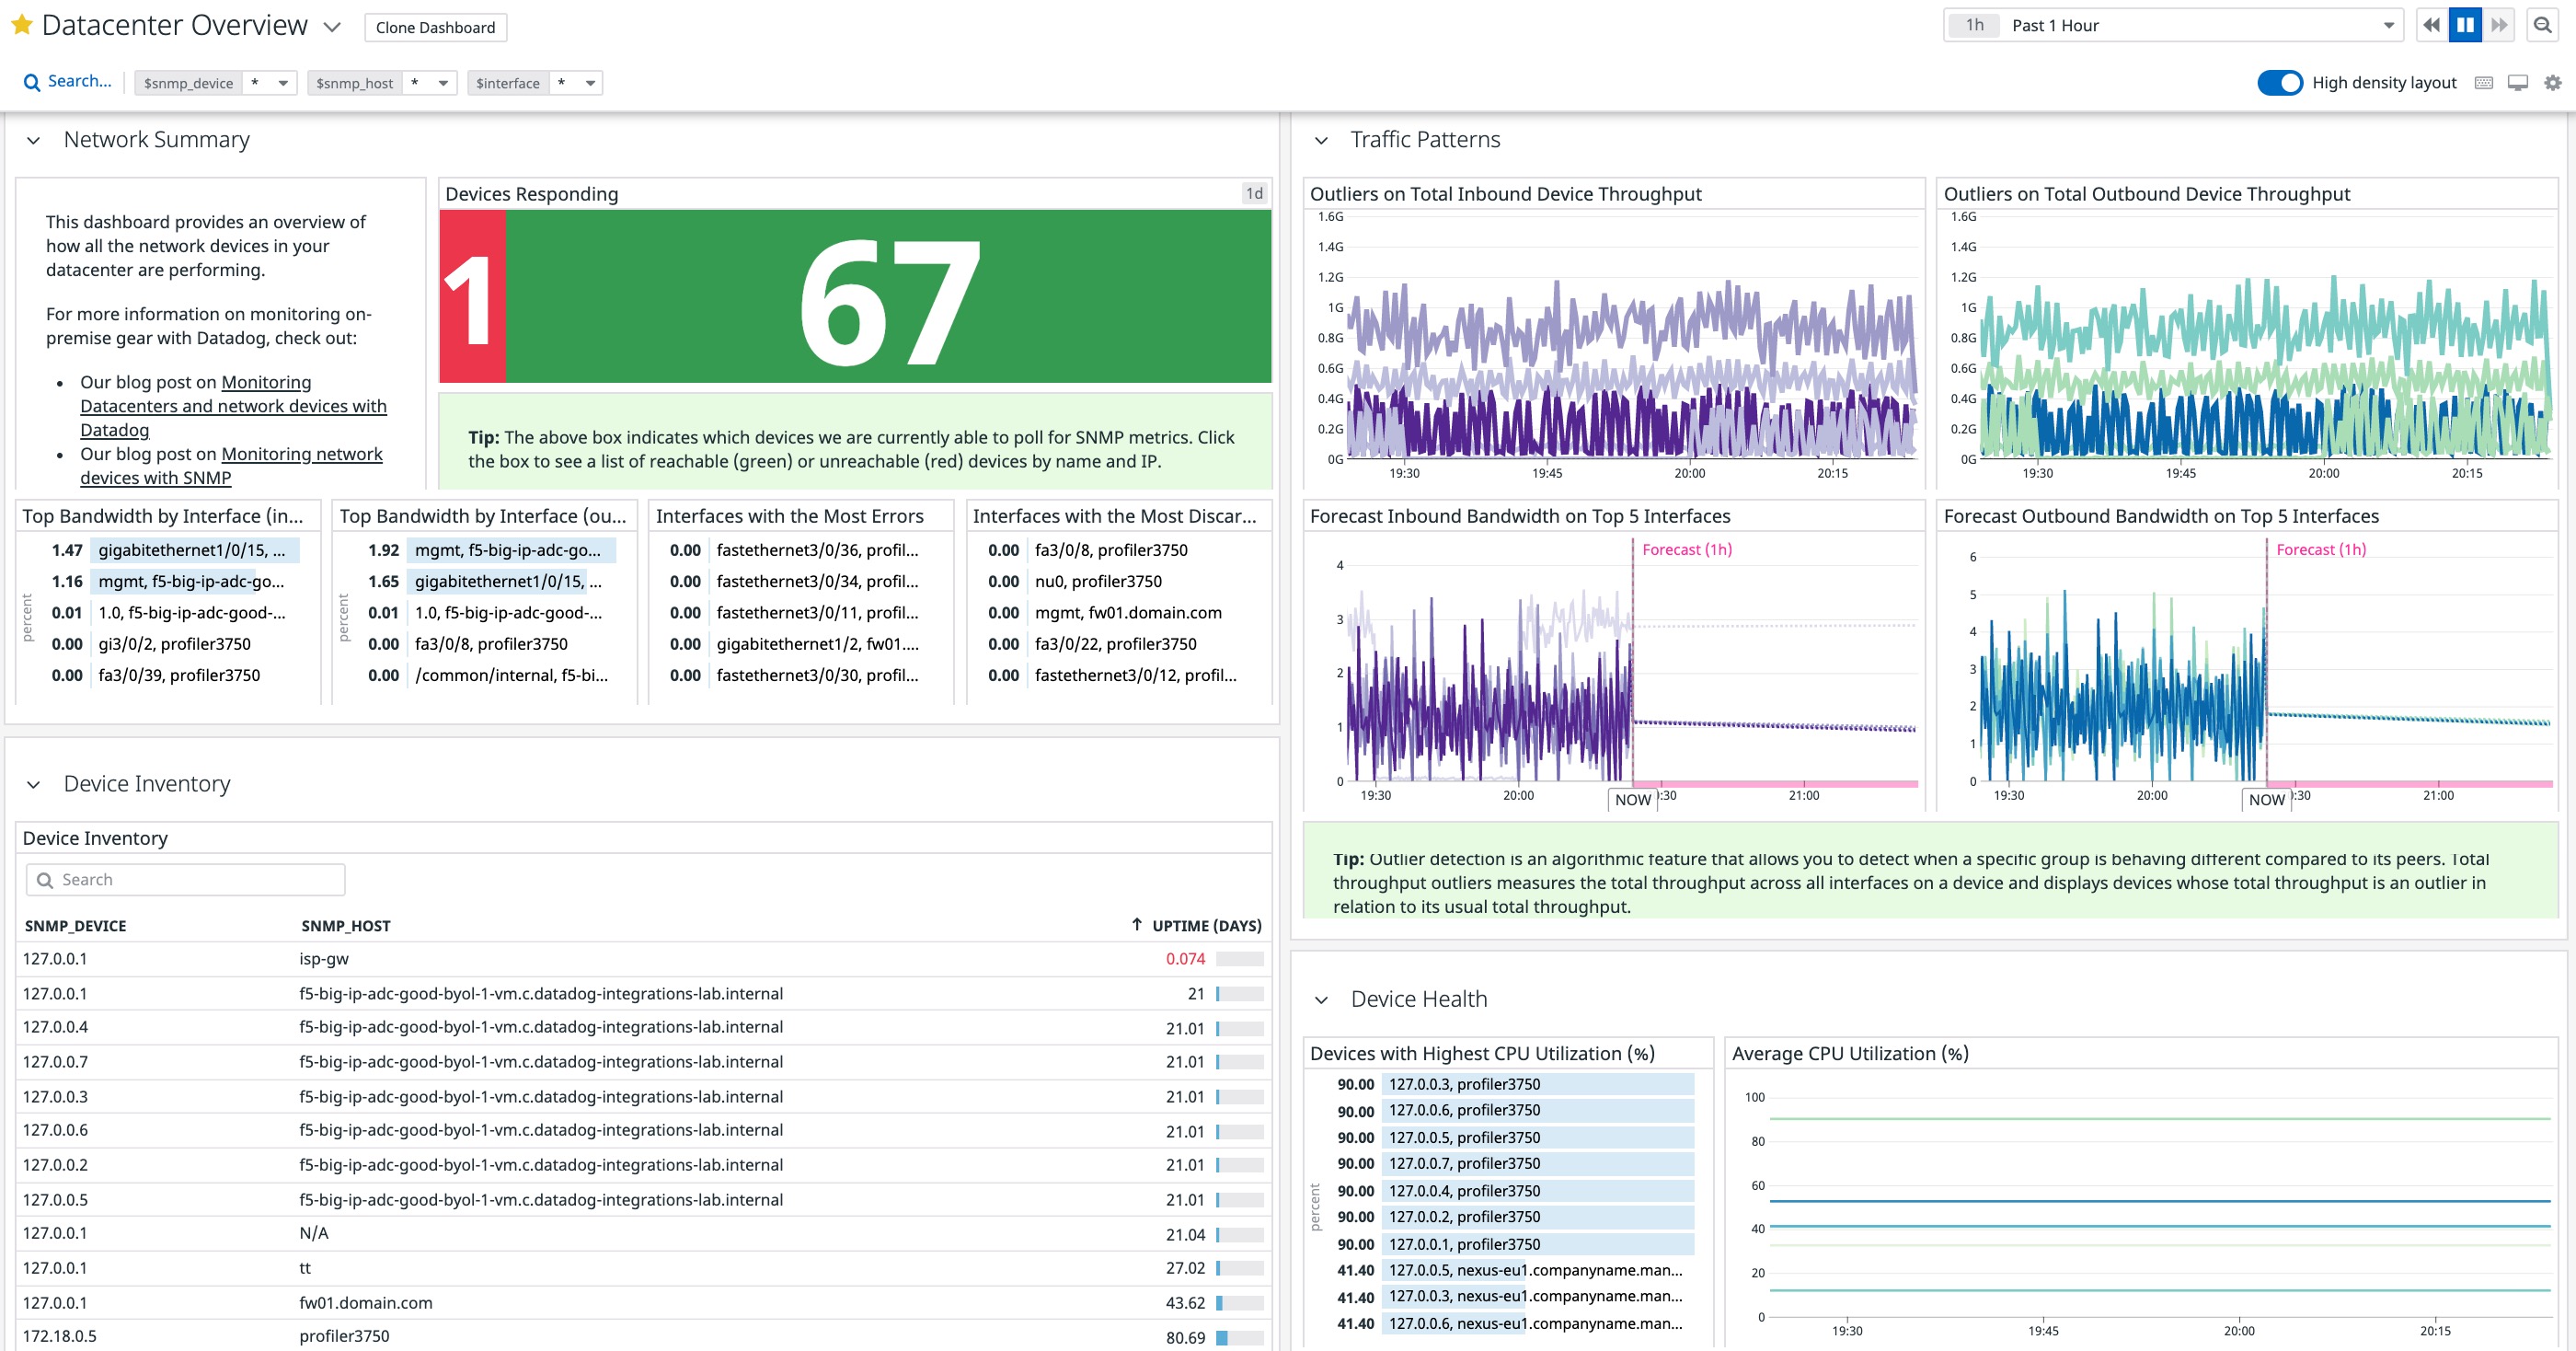 Datacenter Overview
Clone Dashboard
1h Past 1 Hour
Search...
$snmp_device *
$snmp_host *
$interface *
High density layout
Network Summary
This dashboard provides an overview of
how all the network devices in your
datacenter are performing.
For more information on monitoring on-
premise gear with Datadog, check out:
• Our blog post on Monitoring
Datacenters and network devices with
Datadog
• Our blog post on Monitoring network
devices with SNMP
Devices Responding
1d
1
67
Tip: The above box indicates which devices we are currently able to poll for SNMP metrics. Click
the box to see a list of reachable (green) or unreachable (red) devices by name and IP.
Top Bandwidth by Interface (in...
percent
1.47 gigabitethernet1/0/15, ...
1.16 mgmt, f5-big-ip-adc-go...
0.01 1.0, f5-big-ip-adc-good-...
0.00 gi3/0/2, profiler3750
0.00 fa3/0/39, profiler3750
Top Bandwidth by Interface (ou...
percent
1.92 mgmt, f5-big-ip-adc-go...
1.65 gigabitethernet1/0/15, ...
0.01 1.0, f5-big-ip-adc-good-...
0.00 fa3/0/8, profiler3750
0.00 /common/internal, f5-bi...
Interfaces with the Most Errors
0.00 fastethernet3/0/36, profil...
0.00 fastethernet3/0/34, profil...
0.00 fastethernet3/0/11, profil...
0.00 gigabitethernet1/2, fw01....
0.00 fastethernet3/0/30, profil...
Interfaces with the Most Discar...
0.00 fa3/0/8, profiler3750
0.00 nu0, profiler3750
0.00 mgmt, fw01.domain.com
0.00 fa3/0/22, profiler3750
0.00 fastethernet3/0/12, profil...
Device Inventory
Device Inventory
Search
SNMP_DEVICE SNMP_HOST ↑ UPTIME (DAYS)
127.0.0.1 isp-gw 0.074
127.0.0.1 f5-big-ip-adc-good-byol-1-vm.c.datadog-integrations-lab.internal 21
127.0.0.4 f5-big-ip-adc-good-byol-1-vm.c.datadog-integrations-lab.internal 21.01
127.0.0.7 f5-big-ip-adc-good-byol-1-vm.c.datadog-integrations-lab.internal 21.01
127.0.0.3 f5-big-ip-adc-good-byol-1-vm.c.datadog-integrations-lab.internal 21.01
127.0.0.6 f5-big-ip-adc-good-byol-1-vm.c.datadog-integrations-lab.internal 21.01
127.0.0.2 f5-big-ip-adc-good-byol-1-vm.c.datadog-integrations-lab.internal 21.01
127.0.0.5 f5-big-ip-adc-good-byol-1-vm.c.datadog-integrations-lab.internal 21.01
127.0.0.1 N/A 21.04
127.0.0.1 tt 27.02
127.0.0.1 fw01.domain.com 43.62
172.18.0.5 profiler3750 80.69
Traffic Patterns
Outliers on Total Inbound Device Throughput
1.6G
1.4G
1.2G
1G
0.8G
0.6G
0.4G
0.2G
0G
19:30 19:45 20:00 20:15
Outliers on Total Outbound Device Throughput
1.6G
1.4G
1.2G
1G
0.8G
0.6G
0.4G
0.2G
0G
19:30 19:45 20:00 20:15
Forecast Inbound Bandwidth on Top 5 Interfaces
Forecast (1h)
4
3
2
1
0
19:30 20:00 NOW :30 21:00
Forecast Outbound Bandwidth on Top 5 Interfaces
Forecast (1h)
6
5
4
3
2
1
0
19:30 20:00 NOW :30 21:00
Tip: Outlier detection is an algorithmic feature that allows you to detect when a specific group is behaving different compared to its peers. Total
throughput outliers measures the total throughput across all interfaces on a device and displays devices whose total throughput is an outlier in
relation to its usual total throughput.
Device Health
Devices with Highest CPU Utilization (%)
percent
90.00 127.0.0.3, profiler3750
90.00 127.0.0.6, profiler3750
90.00 127.0.0.5, profiler3750
90.00 127.0.0.7, profiler3750
90.00 127.0.0.4, profiler3750
90.00 127.0.0.2, profiler3750
90.00 127.0.0.1, profiler3750
41.40 127.0.0.5, nexus-eu1.companyname.man...
41.40 127.0.0.3, nexus-eu1.companyname.man...
41.40 127.0.0.6, nexus-eu1.companyname.man...
Average CPU Utilization (%)
100
80
60
40
20
0
19:30 19:45 20:00 20:15